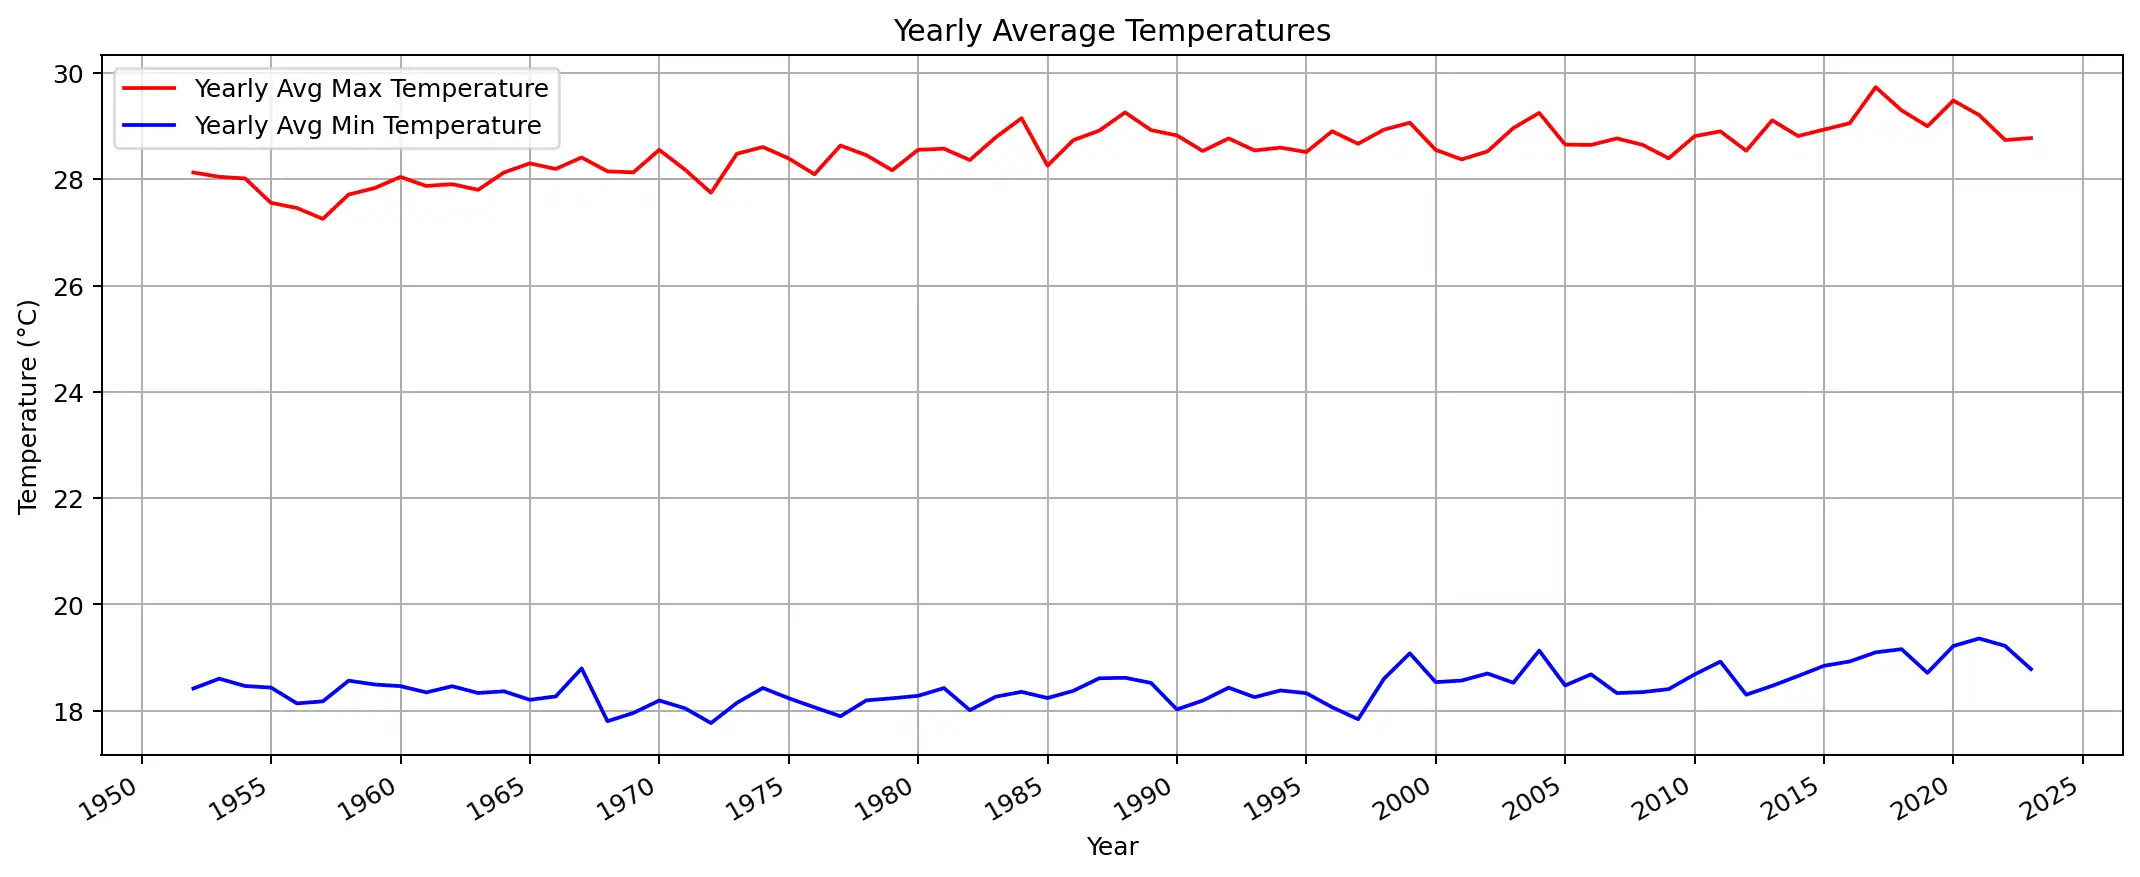 Yearly Average Temperatures
Yearly Avg Max Temperature
Yearly Avg Min Temperature
Temperature (°C)
30
28
26
24
22
20
18
1950 1955 1960 1965 1970 1975 1980 1985 1990 1995 2000 2005 2010 2015 2020 2025
Year